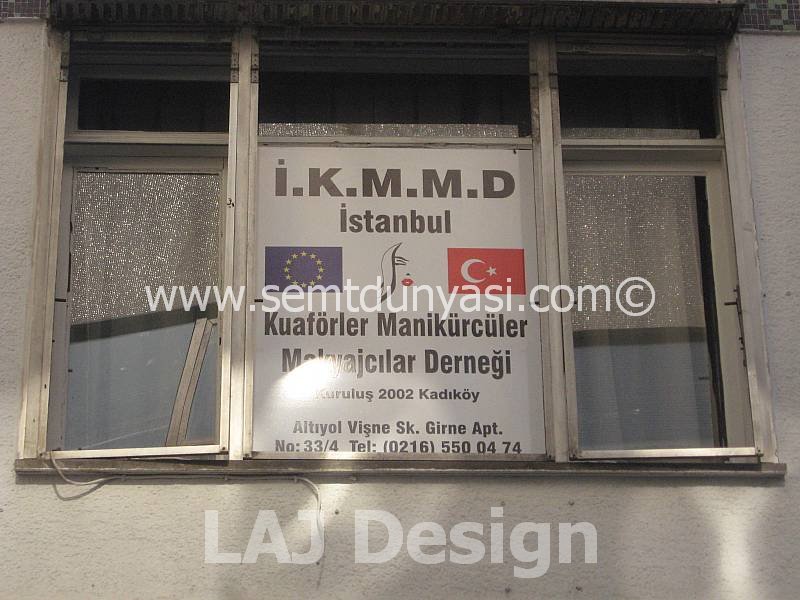 İ.K.M.M.D
İstanbul
www.semtdunyasi.com©
Kuaförler Manikürcüler
Makyajcılar Derneği
Kuruluş 2002 Kadıköy
Altıyol Vişne Sk. Girne Apt.
No: 33/4 Tel: (0216) 550 04 74
LAJ Design